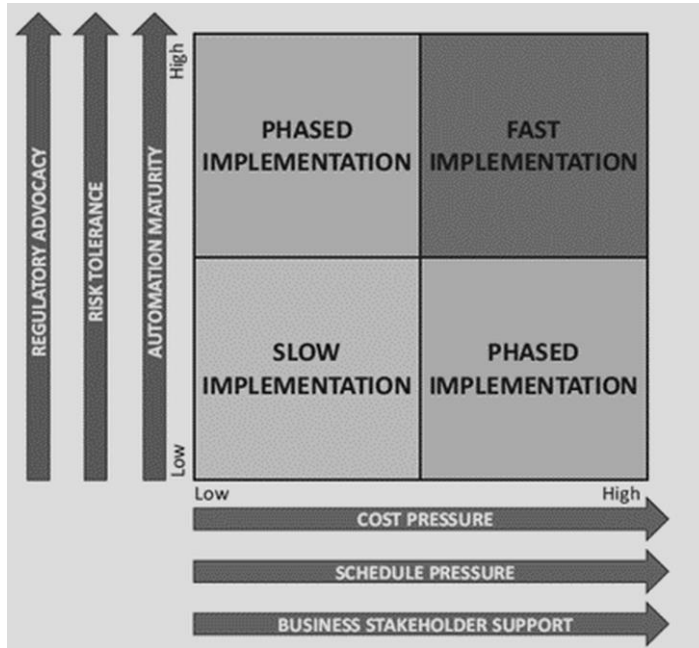 REGULATORY ADVOCACY
RISK TOLERANCE
AUTOMATION MATURITY
High
Low
PHASED
IMPLEMENTATION
FAST
IMPLEMENTATION
SLOW
IMPLEMENTATION
PHASED
IMPLEMENTATION
Low
High
COST PRESSURE
SCHEDULE PRESSURE
BUSINESS STAKEHOLDER SUPPORT